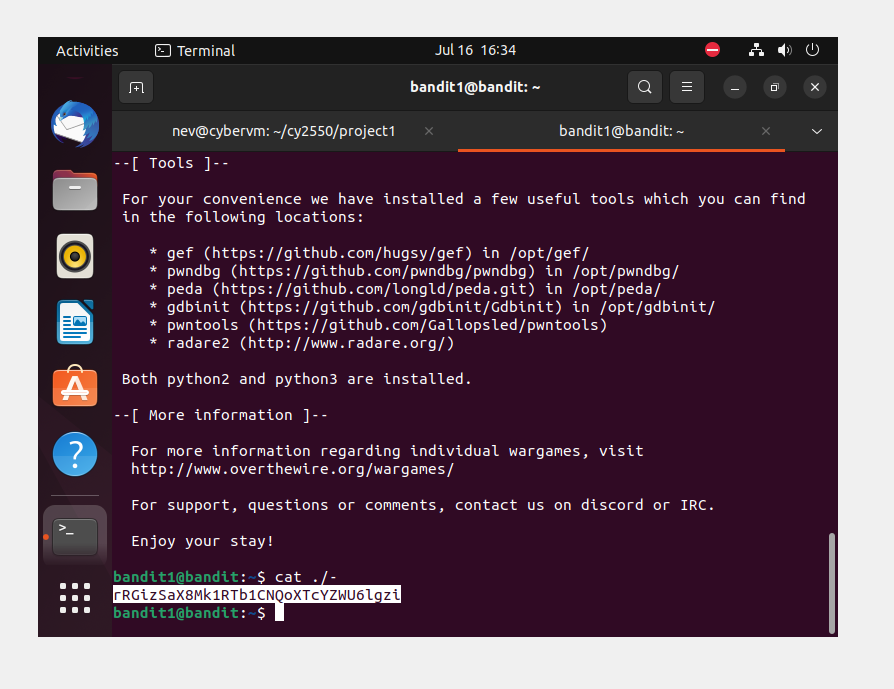 Activities
Terminal
Jul 16 16:34
bandit1@bandit: ~
nev@cybervm: ~/cy2550/project1
bandit1@bandit: ~
--[ Tools ]--
For your convenience we have installed a few useful tools which you can find
in the following locations:
* gef (https://github.com/hugsy/gef) in /opt/gef/
* pwndbg (https://github.com/pwndbg/pwndbg) in /opt/pwndbg/
* peda (https://github.com/longld/peda.git) in /opt/peda/
* gdbinit (https://github.com/gdbinit/Gdbinit) in /opt/gdbinit/
* pwntools (https://github.com/Gallopsled/pwntools)
* radare2 (http://www.radare.org/)
Both python2 and python3 are installed.
--[ More information ]--
For more information regarding individual wargames, visit
http://www.overthewire.org/wargames/
For support, questions or comments, contact us on discord or IRC.
Enjoy your stay!
bandit1@bandit:~$ cat ./-
rRGizSaX8Mk1RTb1CNQoXTcYZWU6lgzi
bandit1@bandit:~$